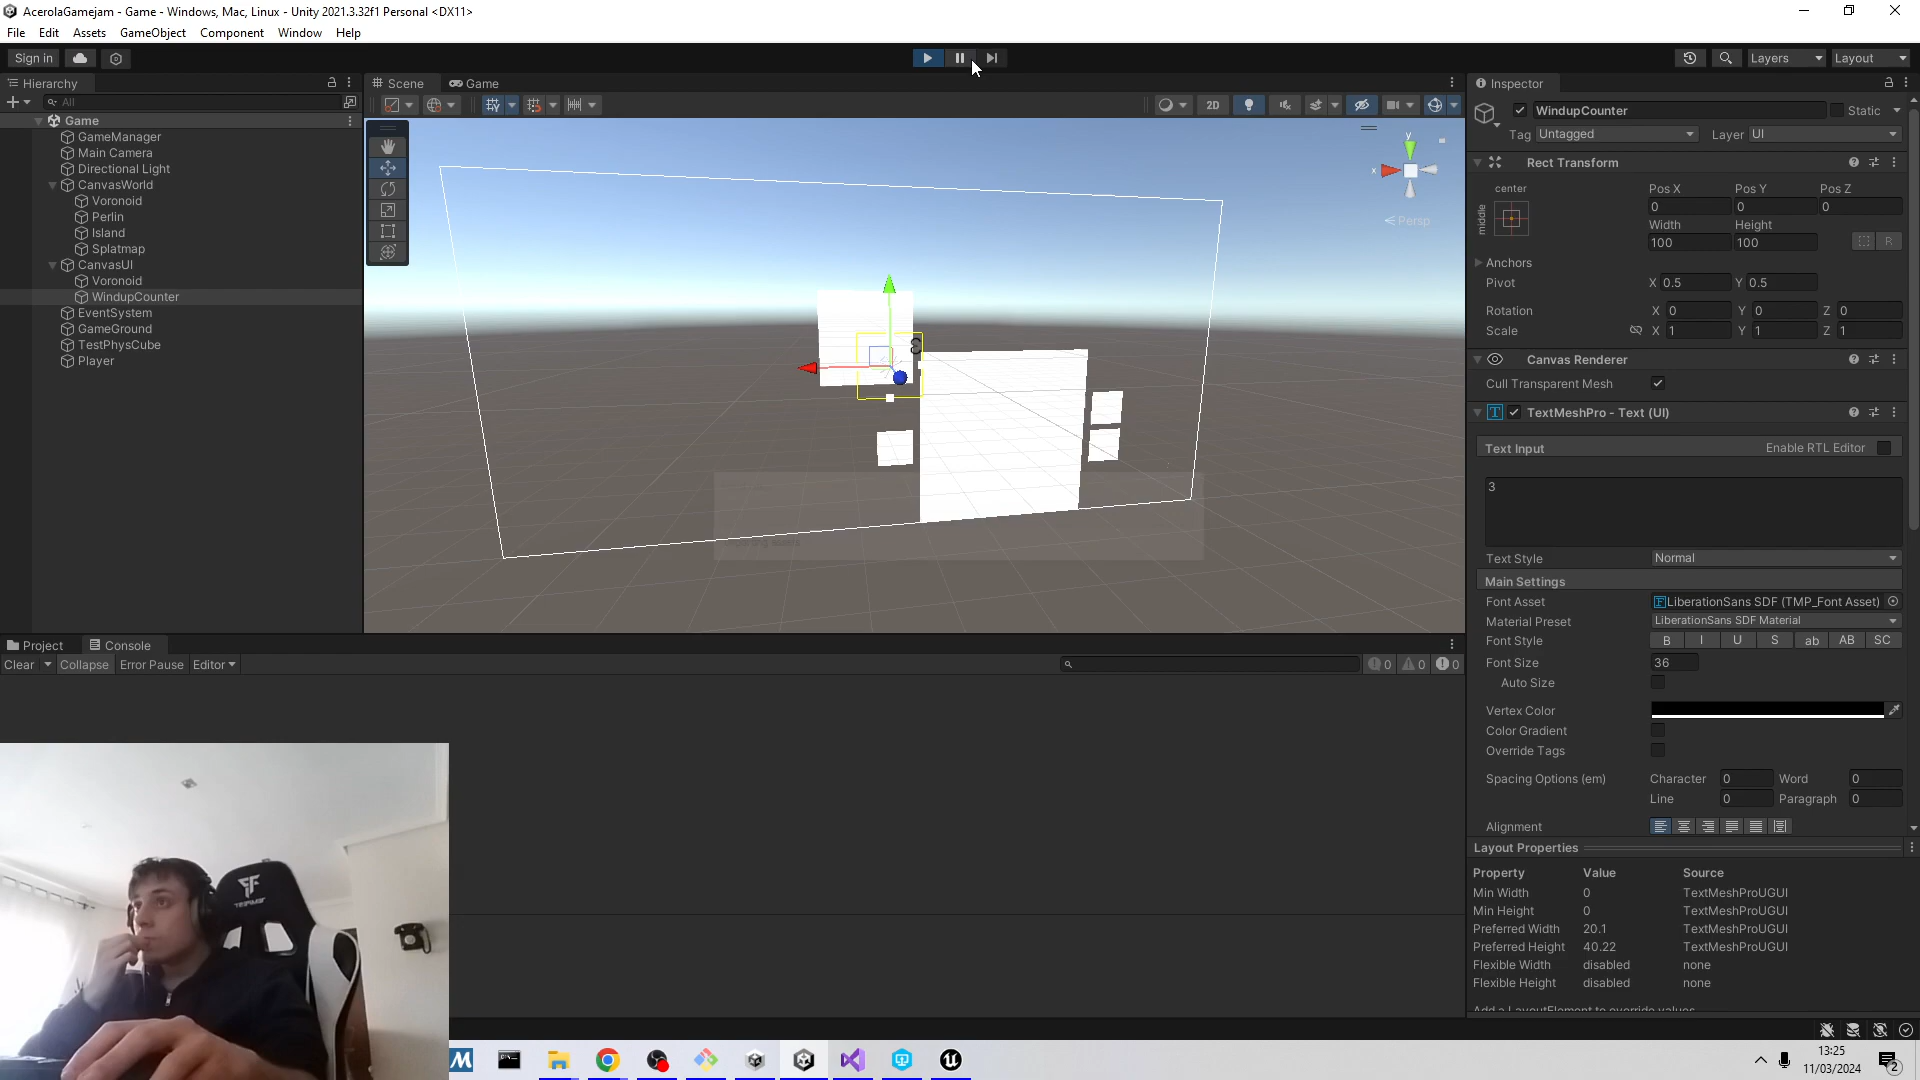 AcerolaGamejam - Game - Windows, Mac, Linux - Unity 2021.3.32f1 Personal <DX11>
File Edit Assets GameObject Component Window Help
Sign in
Layers
Layout
Hierarchy
All
Game
GameManager
Main Camera
Directional Light
CanvasWorld
Voronoid
Perlin
Island
Splatmap
CanvasUI
Voronoid
WindupCounter
EventSystem
GameGround
TestPhysCube
Player
Scene
Game
2D
y
x
Persp
3
Project
Console
Clear
Collapse
Error Pause
Editor
0
0
0
Inspector
WindupCounter
Static
Tag Untagged
Layer UI
Rect Transform
center
middle
Pos X Pos Y Pos Z
0 0 0
Width Height
100 100
R
Anchors
Pivot X 0.5 Y 0.5
Rotation X 0 Y 0 Z 0
Scale X 1 Y 1 Z 1
Canvas Renderer
Cull Transparent Mesh
TextMeshPro - Text (UI)
Text Input
Enable RTL Editor
3
Text Style Normal
Main Settings
Font Asset LiberationSans SDF (TMP_Font Asset)
Material Preset LiberationSans SDF Material
Font Style B I U S ab AB SC
Font Size 36
Auto Size
Vertex Color
Color Gradient
Override Tags
Spacing Options (em) Character 0 Word 0
Line 0 Paragraph 0
Alignment
Layout Properties
Property Value Source
Min Width 0 TextMeshProUGUI
Min Height 0 TextMeshProUGUI
Preferred Width 20.1 TextMeshProUGUI
Preferred Height 40.22 TextMeshProUGUI
Flexible Width disabled none
Flexible Height disabled none
Add a LayoutElement to override values
13:25
11/03/2024
2